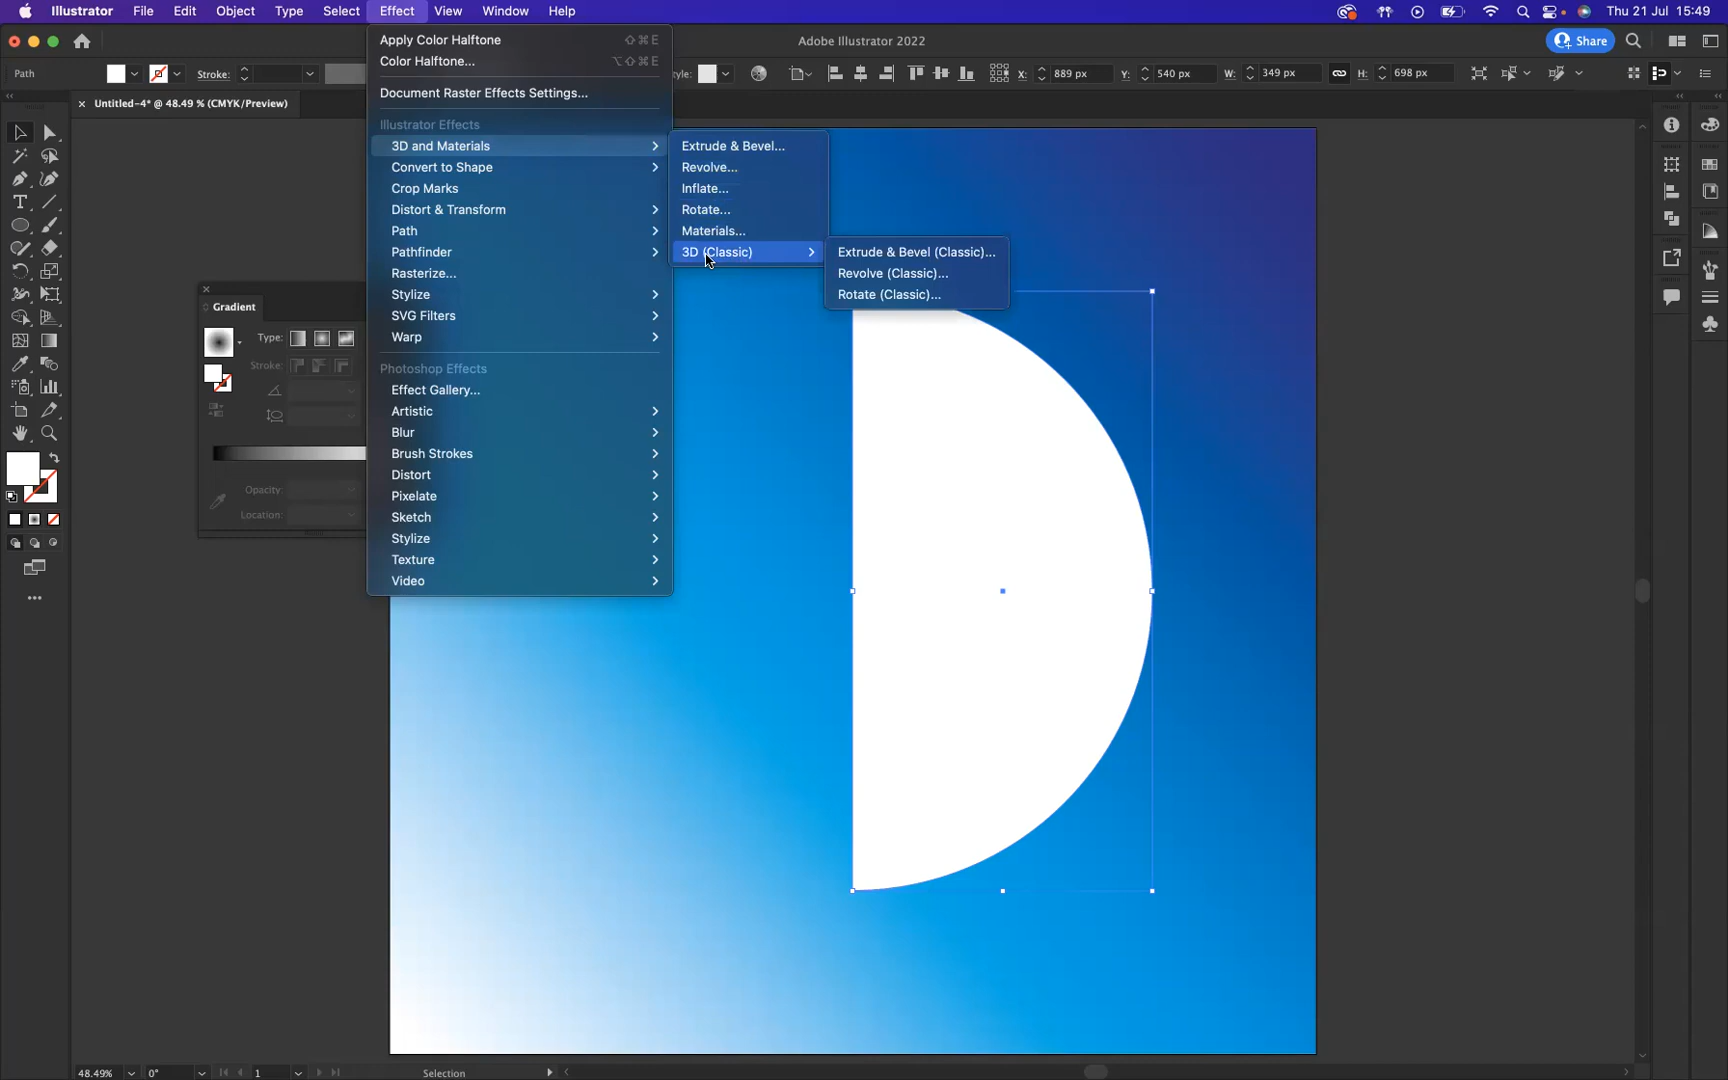 Illustrator File Edit Object Type Select Effect View Window Help Thu 21 Jul 15:49
Adobe Illustrator 2022 Share
Path Stroke: tyle: X: 889 px Y: 540 px W: 349 px H: 698 px
× Untitled-4* @ 48.49 % (CMYK/Preview)
Apply Color Halftone ⇧⌘E
Color Halftone... ⌥⇧⌘E
Document Raster Effects Settings...
Illustrator Effects
3D and Materials
Convert to Shape
Crop Marks
Distort & Transform
Path
Pathfinder
Rasterize...
Stylize
SVG Filters
Warp
Photoshop Effects
Effect Gallery...
Artistic
Blur
Brush Strokes
Distort
Pixelate
Sketch
Stylize
Texture
Video
Extrude & Bevel...
Revolve...
Inflate...
Rotate...
Materials...
3D (Classic)
Extrude & Bevel (Classic)...
Revolve (Classic)...
Rotate (Classic)...
Gradient
Type:
Stroke:
Opacity:
Location:
48.49% 0° 1 Selection